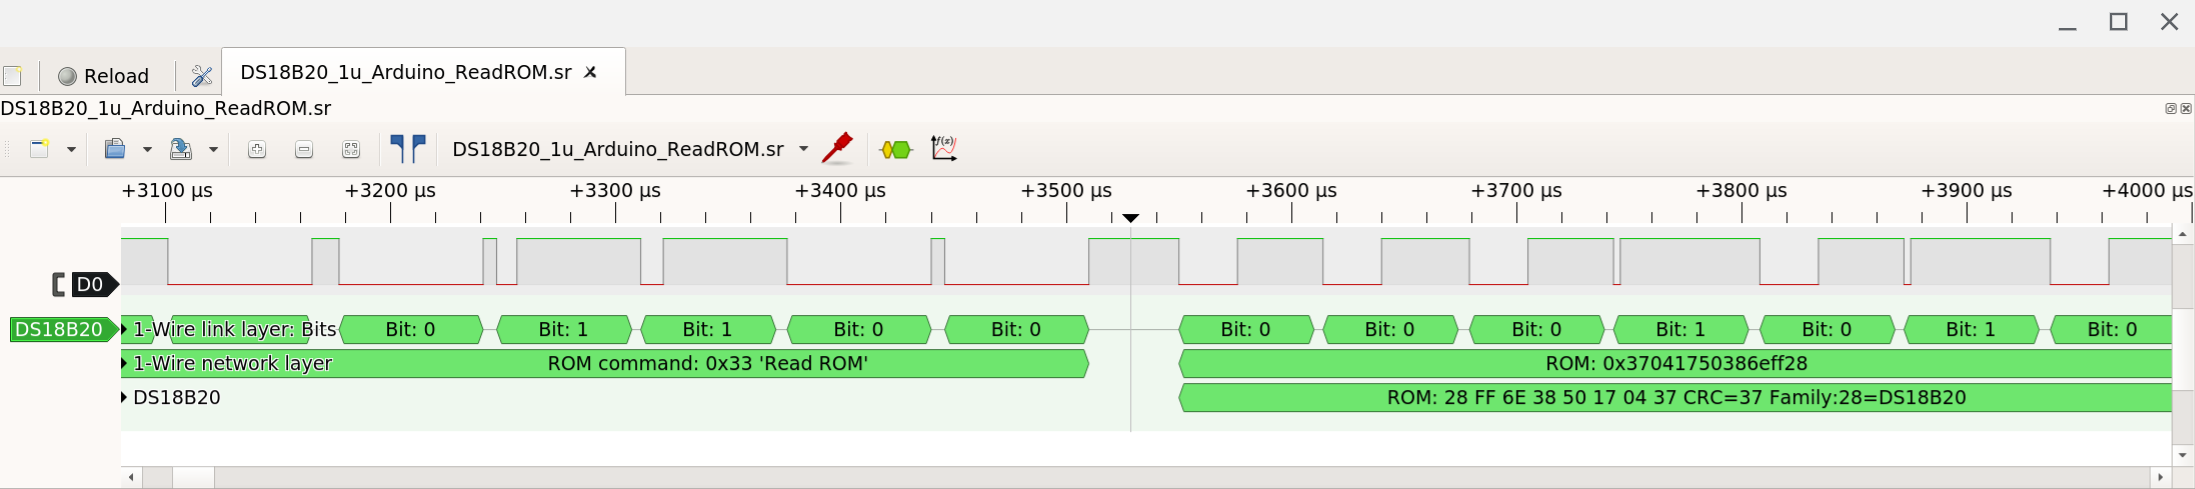 Reload
DS18B20_1u_Arduino_ReadROM.sr
DS18B20_1u_Arduino_ReadROM.sr
DS18B20_1u_Arduino_ReadROM.sr
f(x)
+3100 µs +3200 µs +3300 µs +3400 µs +3500 µs +3600 µs +3700 µs +3800 µs +3900 µs +4000 µs
D0
DS18B20 1-Wire link layer: Bits Bit: 0 Bit: 1 Bit: 1 Bit: 0 Bit: 0 Bit: 0 Bit: 0 Bit: 0 Bit: 1 Bit: 0 Bit: 1 Bit: 0
1-Wire network layer ROM command: 0x33 'Read ROM' ROM: 0x37041750386eff28
DS18B20 ROM: 28 FF 6E 38 50 17 04 37 CRC=37 Family:28=DS18B20